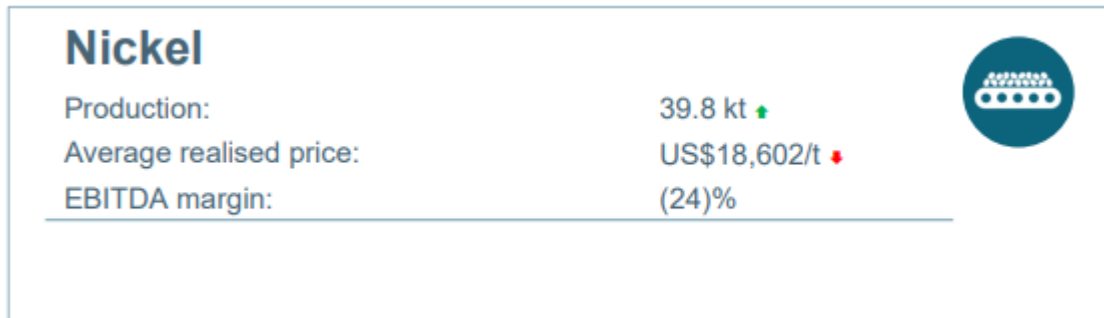 Nickel
Production: 39.8 kt
Average realised price: US$18,602/t
EBITDA margin: (24)%